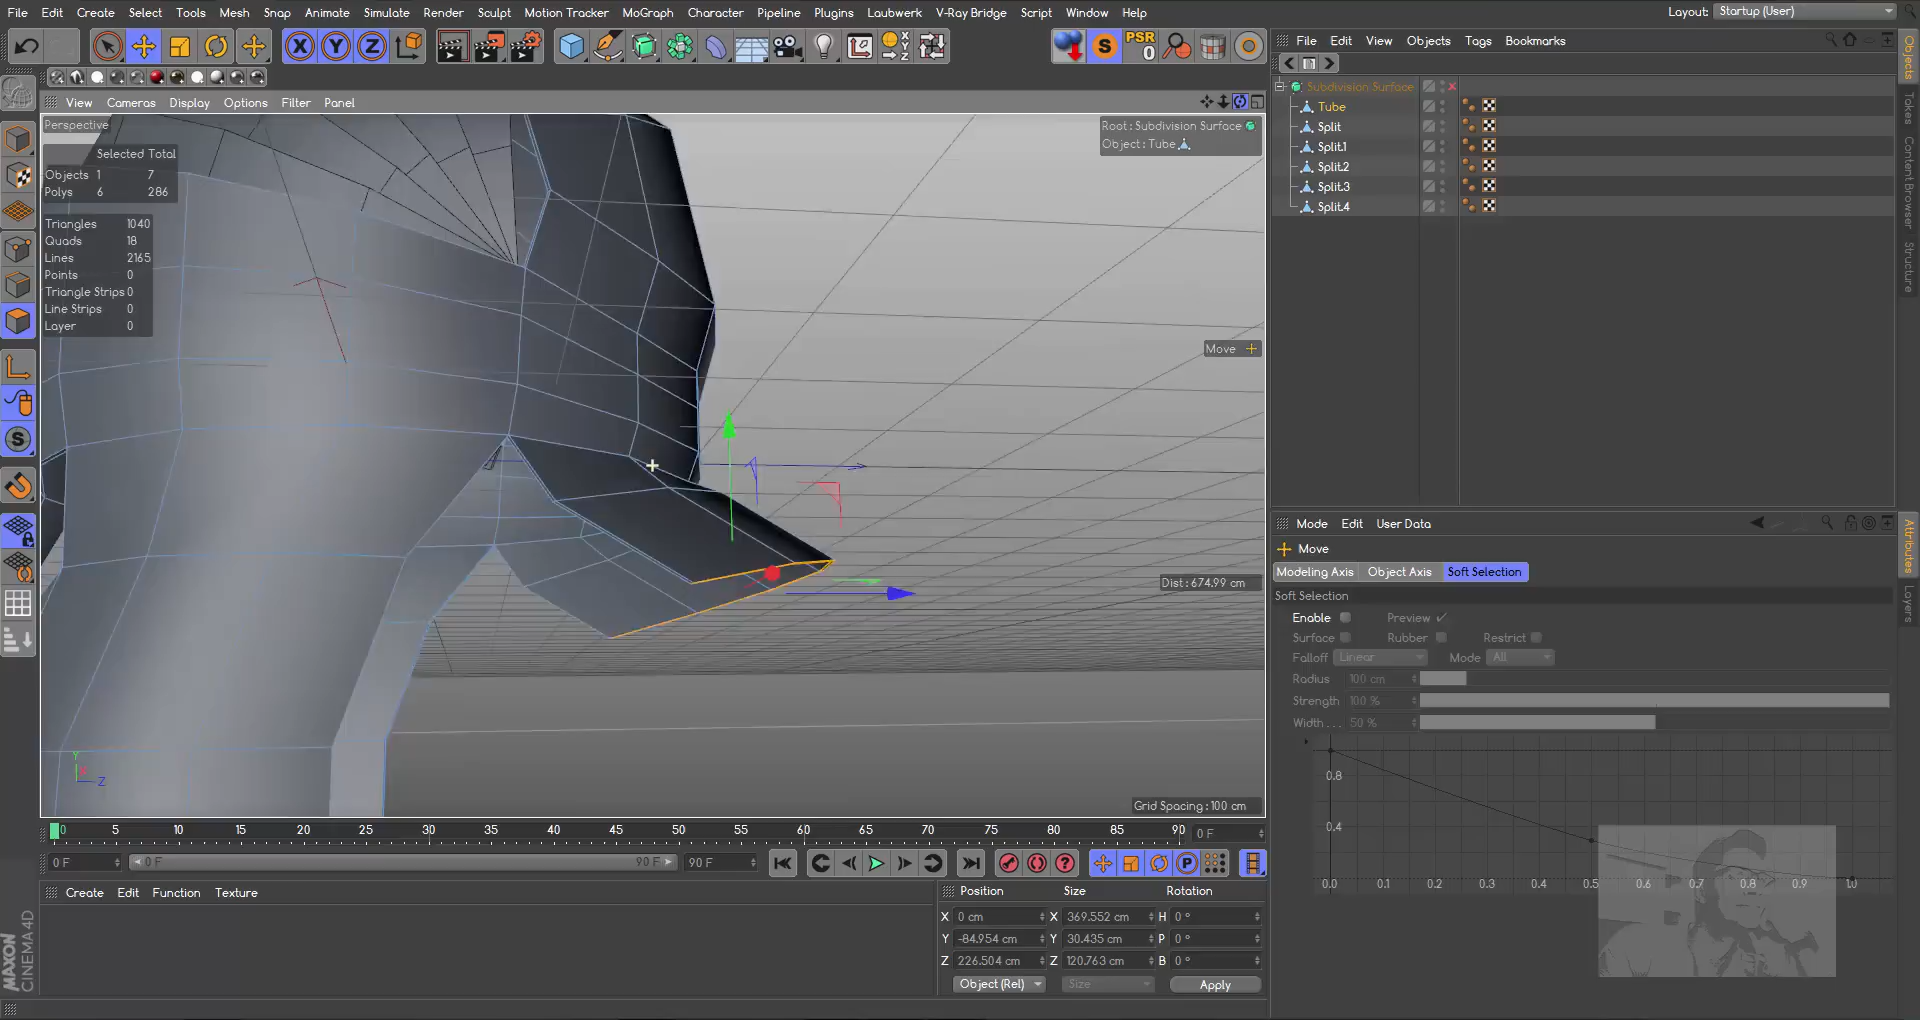 File Edit Create Select Tools Mesh Snap Animate Simulate Render Sculpt Motion Tracker MoGraph Character Pipeline Plugins Laubwerk V-Ray Bridge Script Window Help
Layout: Startup (User)
X Y Z
S PSR 0
File Edit View Objects Tags Bookmarks
View Cameras Display Options Filter Panel
Subdivision Surface
Tube
Split
Split.1
Split.2
Split.3
Split.4
Perspective
Selected Total
Objects 1 7
Polys 6 286
Triangles 1040
Quads 18
Lines 2165
Points 0
Triangle Strips 0
Line Strips 0
Layer 0
Root : Subdivision Surface
Object : Tube
Move
Dist : 674.99 cm
Grid Spacing : 100 cm
Y
Z
Objects
Takes
Content Browser
Structure
Mode Edit User Data
Move
Modeling Axis Object Axis Soft Selection
Soft Selection
Enable Preview
Surface Rubber Restrict
Falloff Linear Mode All
Radius 100 cm
Strength 100 %
Width . . . 50 %
0.8
0.4
0.0 0.1 0.2 0.3 0.4 0.5 0.6 0.7 0.8 0.9 1.0
Attributes
Layers
0 5 10 15 20 25 30 35 40 45 50 55 60 65 70 75 80 85 90 0 F
0 F 0 F 90 F 90 F
P
Create Edit Function Texture
Position Size Rotation
X 0 cm X 369.552 cm H 0 °
Y -84.954 cm Y 30.435 cm P 0 °
Z 226.504 cm Z 120.763 cm B 0 °
Object (Rel) Size Apply
MAXON
CINEMA 4D